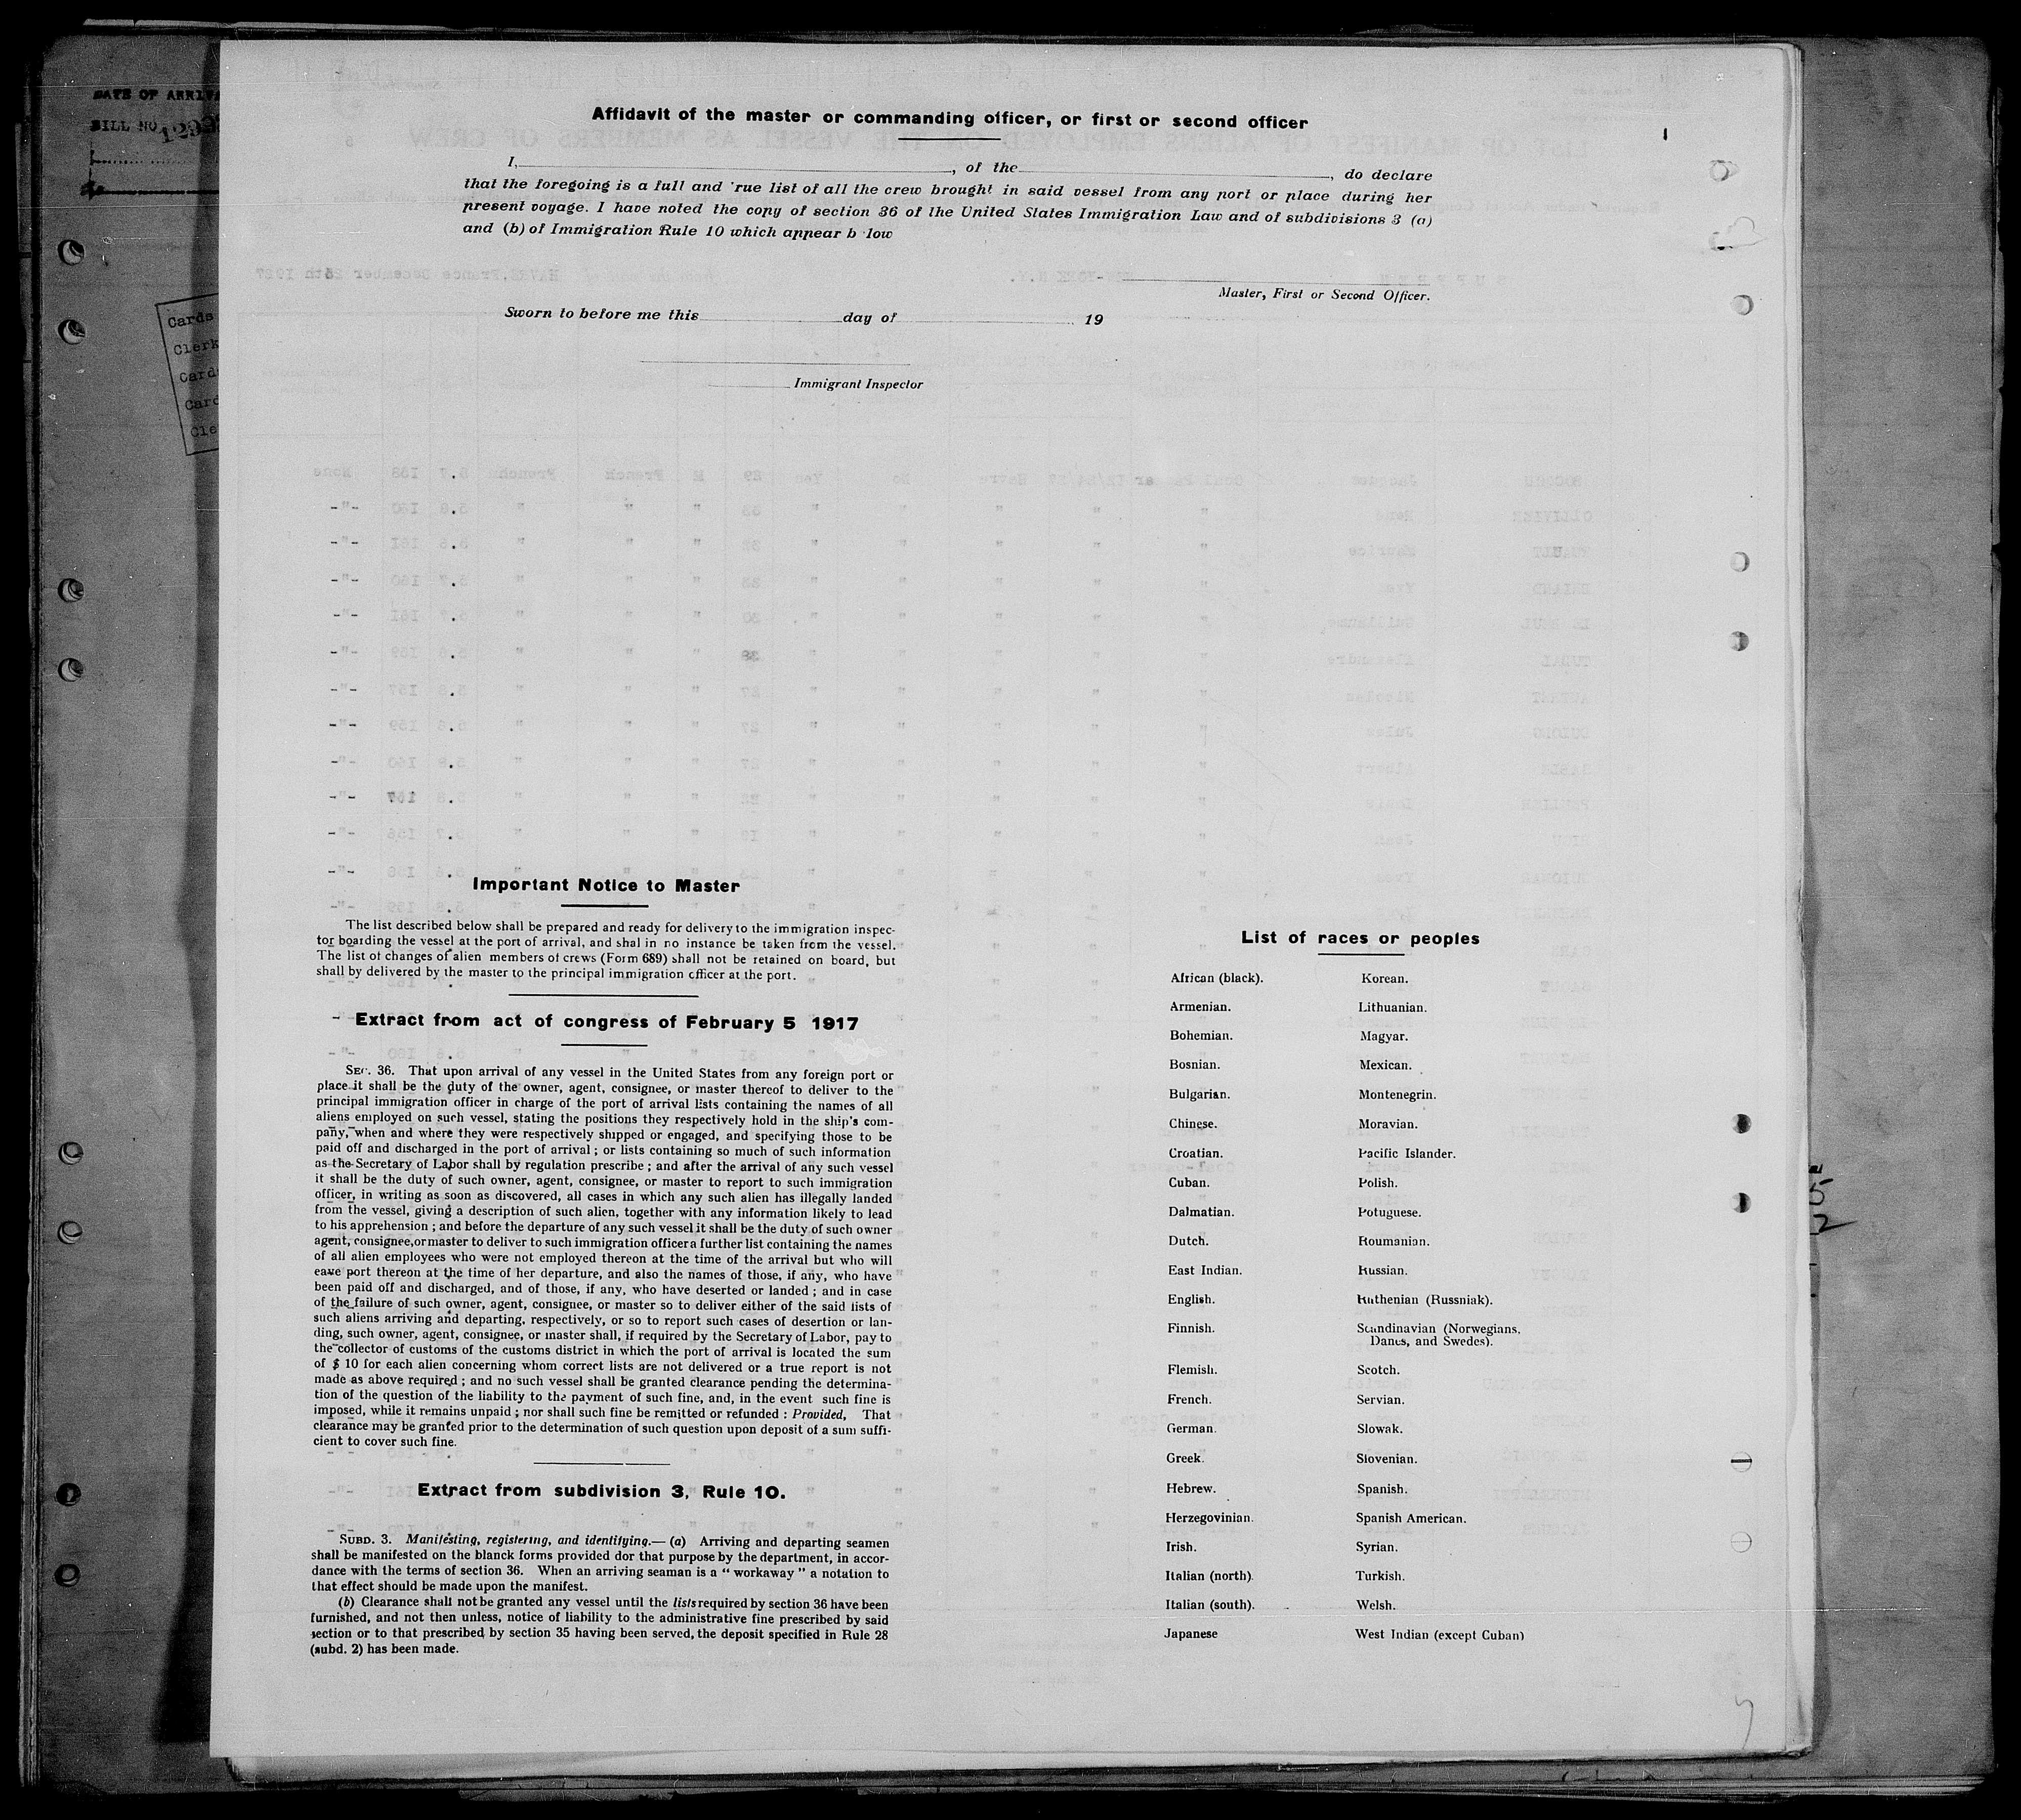 DATE OF ARRIVA
BILL NO
Cards
Clerk
Card
Card
Cle
Affidavit of the master or commanding officer, or first or second officer
I, , of the , do declare
that the foregoing is a full and rue list of all the crew brought in said vessel from any port or place during her
present voyage. I have noted the copy of section 36 of the United States Immigration Law and of subdivisions 3 (a)
and (b) of Immigration Rule 10 which appear b low
Master, First or Second Officer.
Sworn to before me this day of 19
Immigrant Inspector
Important Notice to Master
The list described below shall be prepared and ready for delivery to the immigration inspec-
tor boarding the vessel at the port of arrival, and shal in no instance be taken from the vessel.
The list of changes of alien members of crews (Form 689) shall not be retained on board, but
shall by delivered by the master to the principal immigration officer at the port.
Extract from act of congress of February 5 1917
SEC. 36. That upon arrival of any vessel in the United States from any foreign port or
place it shall be the duty of the owner, agent, consignee, or master thereof to deliver to the
principal immigration officer in charge of the port of arrival lists containing the names of all
aliens employed on such vessel, stating the positions they respectively hold in the ship's com-
pany, when and where they were respectively shipped or engaged, and specifying those to be
paid off and discharged in the port of arrival ; or lists containing so much of such information
as the Secretary of Labor shall by regulation prescribe ; and after the arrival of any such vessel
it shall be the duty of such owner, agent, consignee, or master to report to such immigration
officer, in writing as soon as discovered, all cases in which any such alien has illegally landed
from the vessel, giving a description of such alien, together with any information likely to lead
to his apprehension ; and before the departure of any such vessel it shall be the duty of such owner
agent, consignee, or master to deliver to such immigration officer a further list containing the names
of all alien employees who were not employed thereon at the time of the arrival but who will
eave port thereon at the time of her departure, and also the names of those, if any, who have
been paid off and discharged, and of those, if any, who have deserted or landed ; and in case
of the failure of such owner, agent, consignee, or master so to deliver either of the said lists of
such aliens arriving and departing, respectively, or so to report such cases of desertion or lan-
ding, such owner, agent, consignee, or master shall, if required by the Secretary of Labor, pay to
the collector of customs of the customs district in which the port of arrival is located the sum
of $ 10 for each alien concerning whom correct lists are not delivered or a true report is not
made as above required ; and no such vessel shall be granted clearance pending the determina-
tion of the question of the liability to the payment of such fine, and, in the event such fine is
imposed, while it remains unpaid ; nor shall such fine be remitted or refunded : Provided, That
clearance may be granted prior to the determination of such question upon deposit of a sum suffi-
cient to cover such fine.
Extract from subdivision 3, Rule 10.
SUBD. 3. Manifesting, registering, and identifying.— (a) Arriving and departing seamen
shall be manifested on the blanck forms provided dor that purpose by the department, in accor-
dance with the terms of section 36. When an arriving seaman is a “ workaway ” a notation to
that effect should be made upon the manifest.
(b) Clearance shall not be granted any vessel until the lists required by section 36 have been
furnished, and not then unless, notice of liability to the administrative fine prescribed by said
section or to that prescribed by section 35 having been served, the deposit specified in Rule 28
(subd. 2) has been made.
List of races or peoples
African (black). Korean.
Armenian. Lithuanian.
Bohemian. Magyar.
Bosnian. Mexican.
Bulgarian. Montenegrin.
Chinese. Moravian.
Croatian. Pacific Islander.
Cuban. Polish.
Dalmatian. Potuguese.
Dutch. Roumanian.
East Indian. Russian.
English. Ruthenian (Russniak).
Finnish. Scandinavian (Norwegians,
Danes, and Swedes).
Flemish. Scotch.
French. Servian.
German. Slowak.
Greek. Slovenian.
Hebrew. Spanish.
Herzegovinian. Spanish American.
Irish. Syrian.
Italian (north). Turkish.
Italian (south). Welsh.
Japanese West Indian (except Cuban)